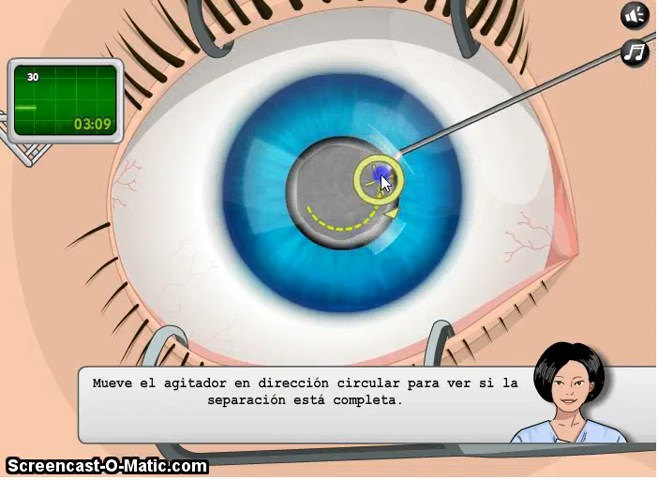 30
03:09
Mueve el agitador en dirección circular para ver si la
separación está completa.
Screencast-O-Matic.com